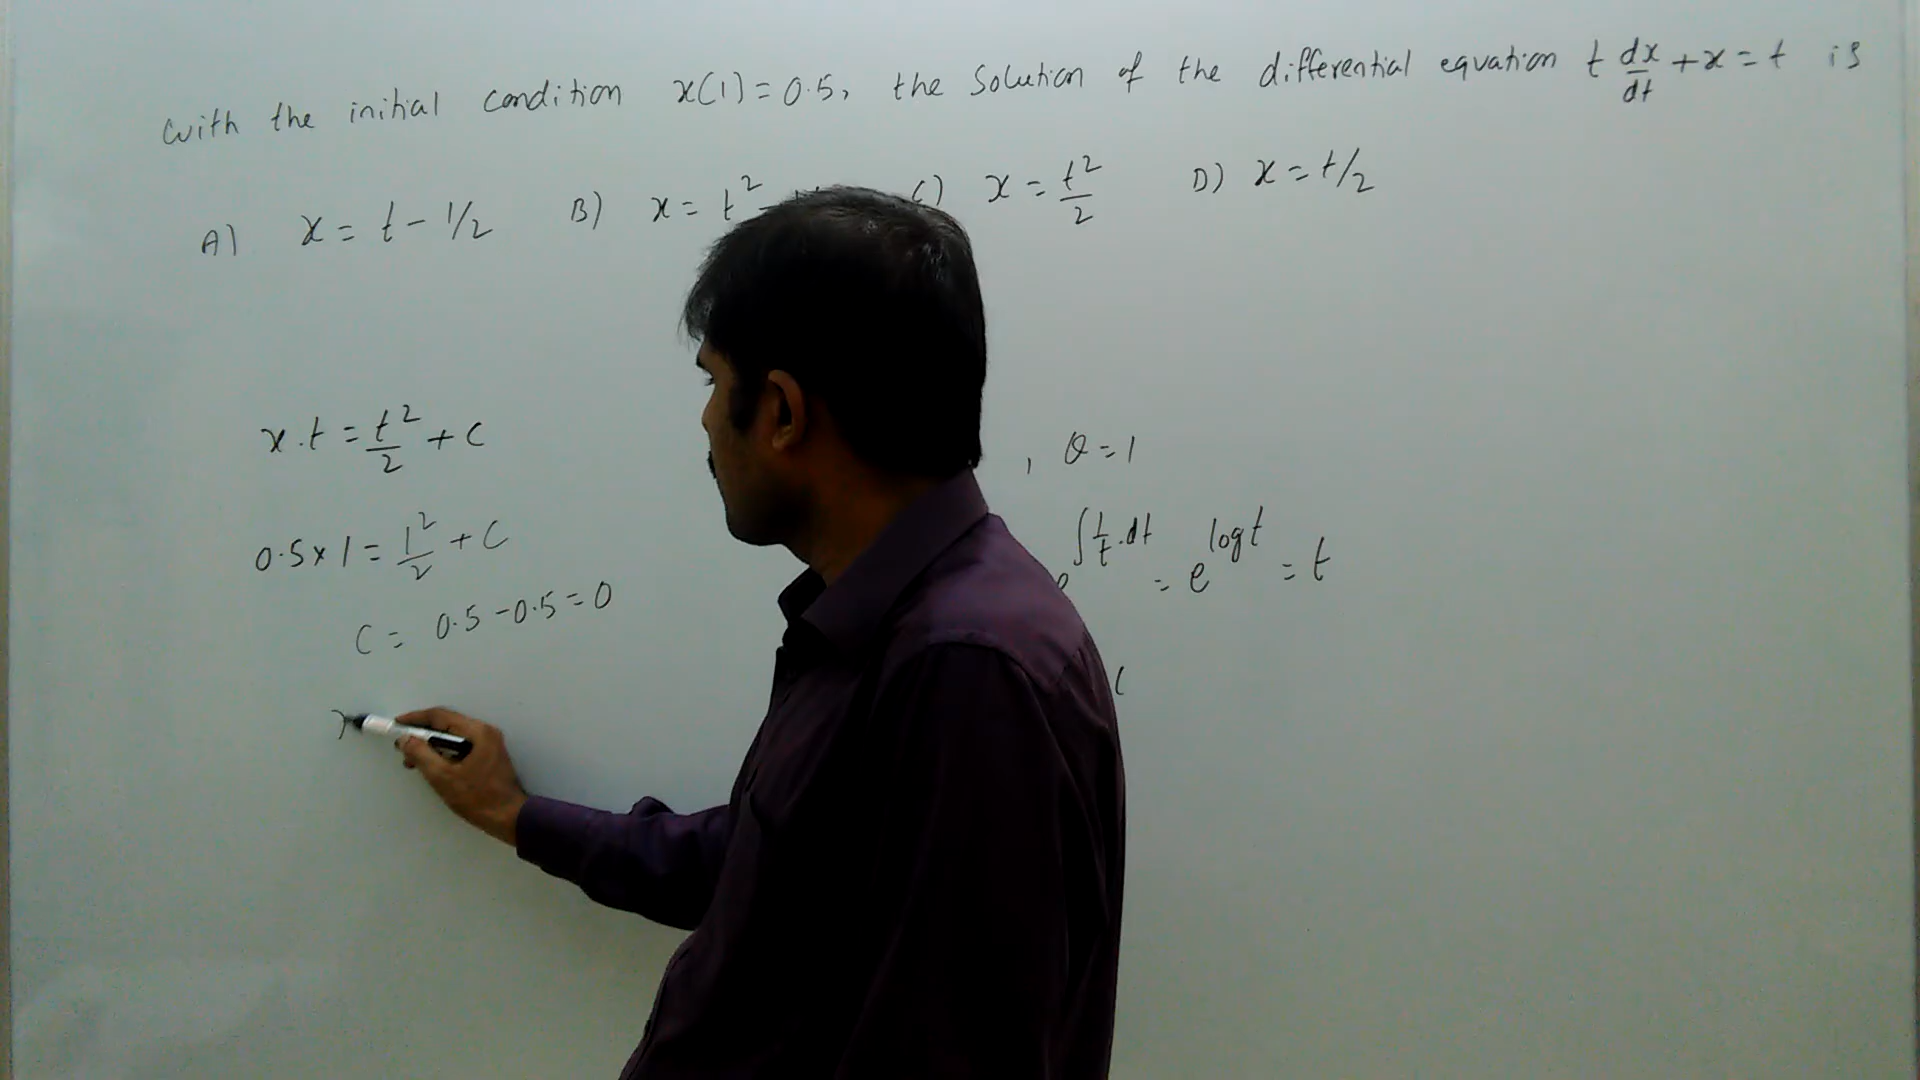 with the initial condition x(1) = 0.5, the solution of the differential equation t dx/dt + x = t is
A) x = t - 1/2 B) x = t² C) x = t²/2 D) x = t/2
x.t = t²/2 + C
0.5 x 1 = 1²/2 + C
C = 0.5 - 0.5 = 0
x
, Q = 1
e^∫1/t.dt = e^log t = t